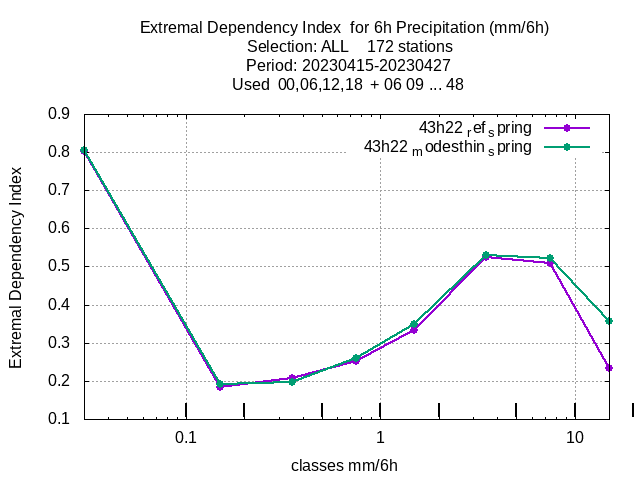 Extremal Dependency Index  for 6h Precipitation (mm/6h)
Selection: ALL    172 stations
Period: 20230415-20230427
Used  00,06,12,18  + 06 09 ... 48
43h22 ref spring
43h22 modesthin spring
0.9
0.8
0.7
0.6
0.5
0.4
0.3
0.2
0.1
Extremal Dependency Index
0.1
1
10
classes mm/6h